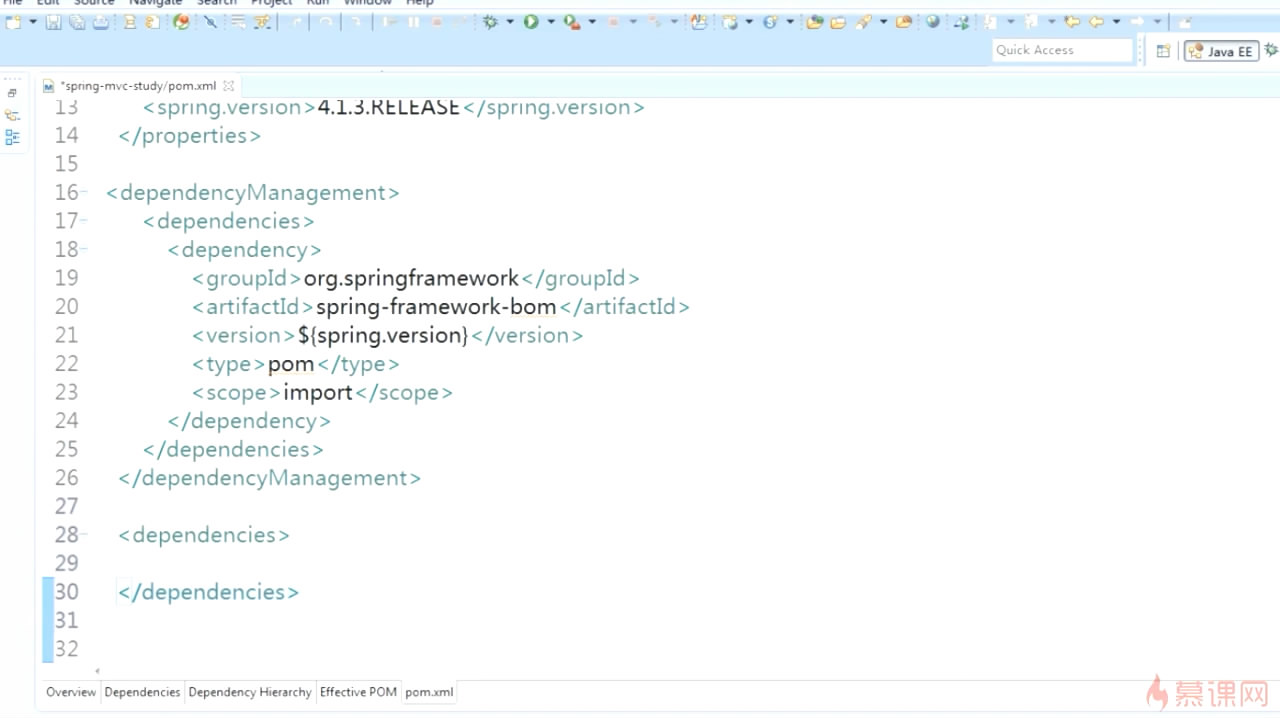 File Edit Source Navigate Search Project Run Window Help
Quick Access
Java EE
*spring-mvc-study/pom.xml
13 <spring.version>4.1.3.RELEASE</spring.version>
14 </properties>
15
16 <dependencyManagement>
17 <dependencies>
18 <dependency>
19 <groupId>org.springframework</groupId>
20 <artifactId>spring-framework-bom</artifactId>
21 <version>${spring.version}</version>
22 <type>pom</type>
23 <scope>import</scope>
24 </dependency>
25 </dependencies>
26 </dependencyManagement>
27
28 <dependencies>
29
30 </dependencies>
31
32
Overview Dependencies Dependency Hierarchy Effective POM pom.xml
慕课网